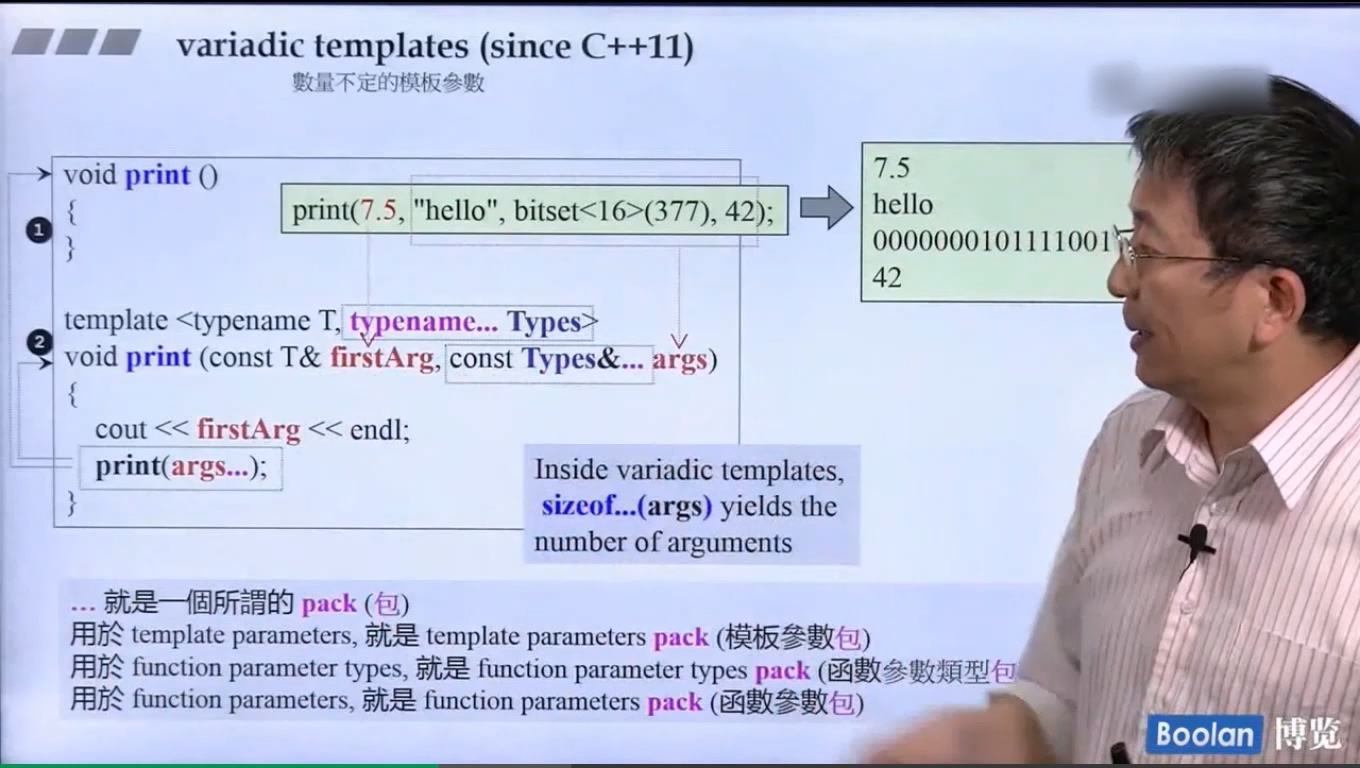 variadic templates (since C++11)
數量不定的模板參數
void print ()
{
}
print(7.5, "hello", bitset<16>(377), 42);
7.5
hello
0000000101111001
42
1
template <typename T, typename... Types>
2
void print (const T& firstArg, const Types&... args)
{
cout << firstArg << endl;
print(args...);
}
Inside variadic templates,
sizeof...(args) yields the
number of arguments
... 就是一個所謂的 pack (包)
用於 template parameters, 就是 template parameters pack (模板參數包)
用於 function parameter types, 就是 function parameter types pack (函數參數類型包
用於 function parameters, 就是 function parameters pack (函數參數包)
Boolan 博览